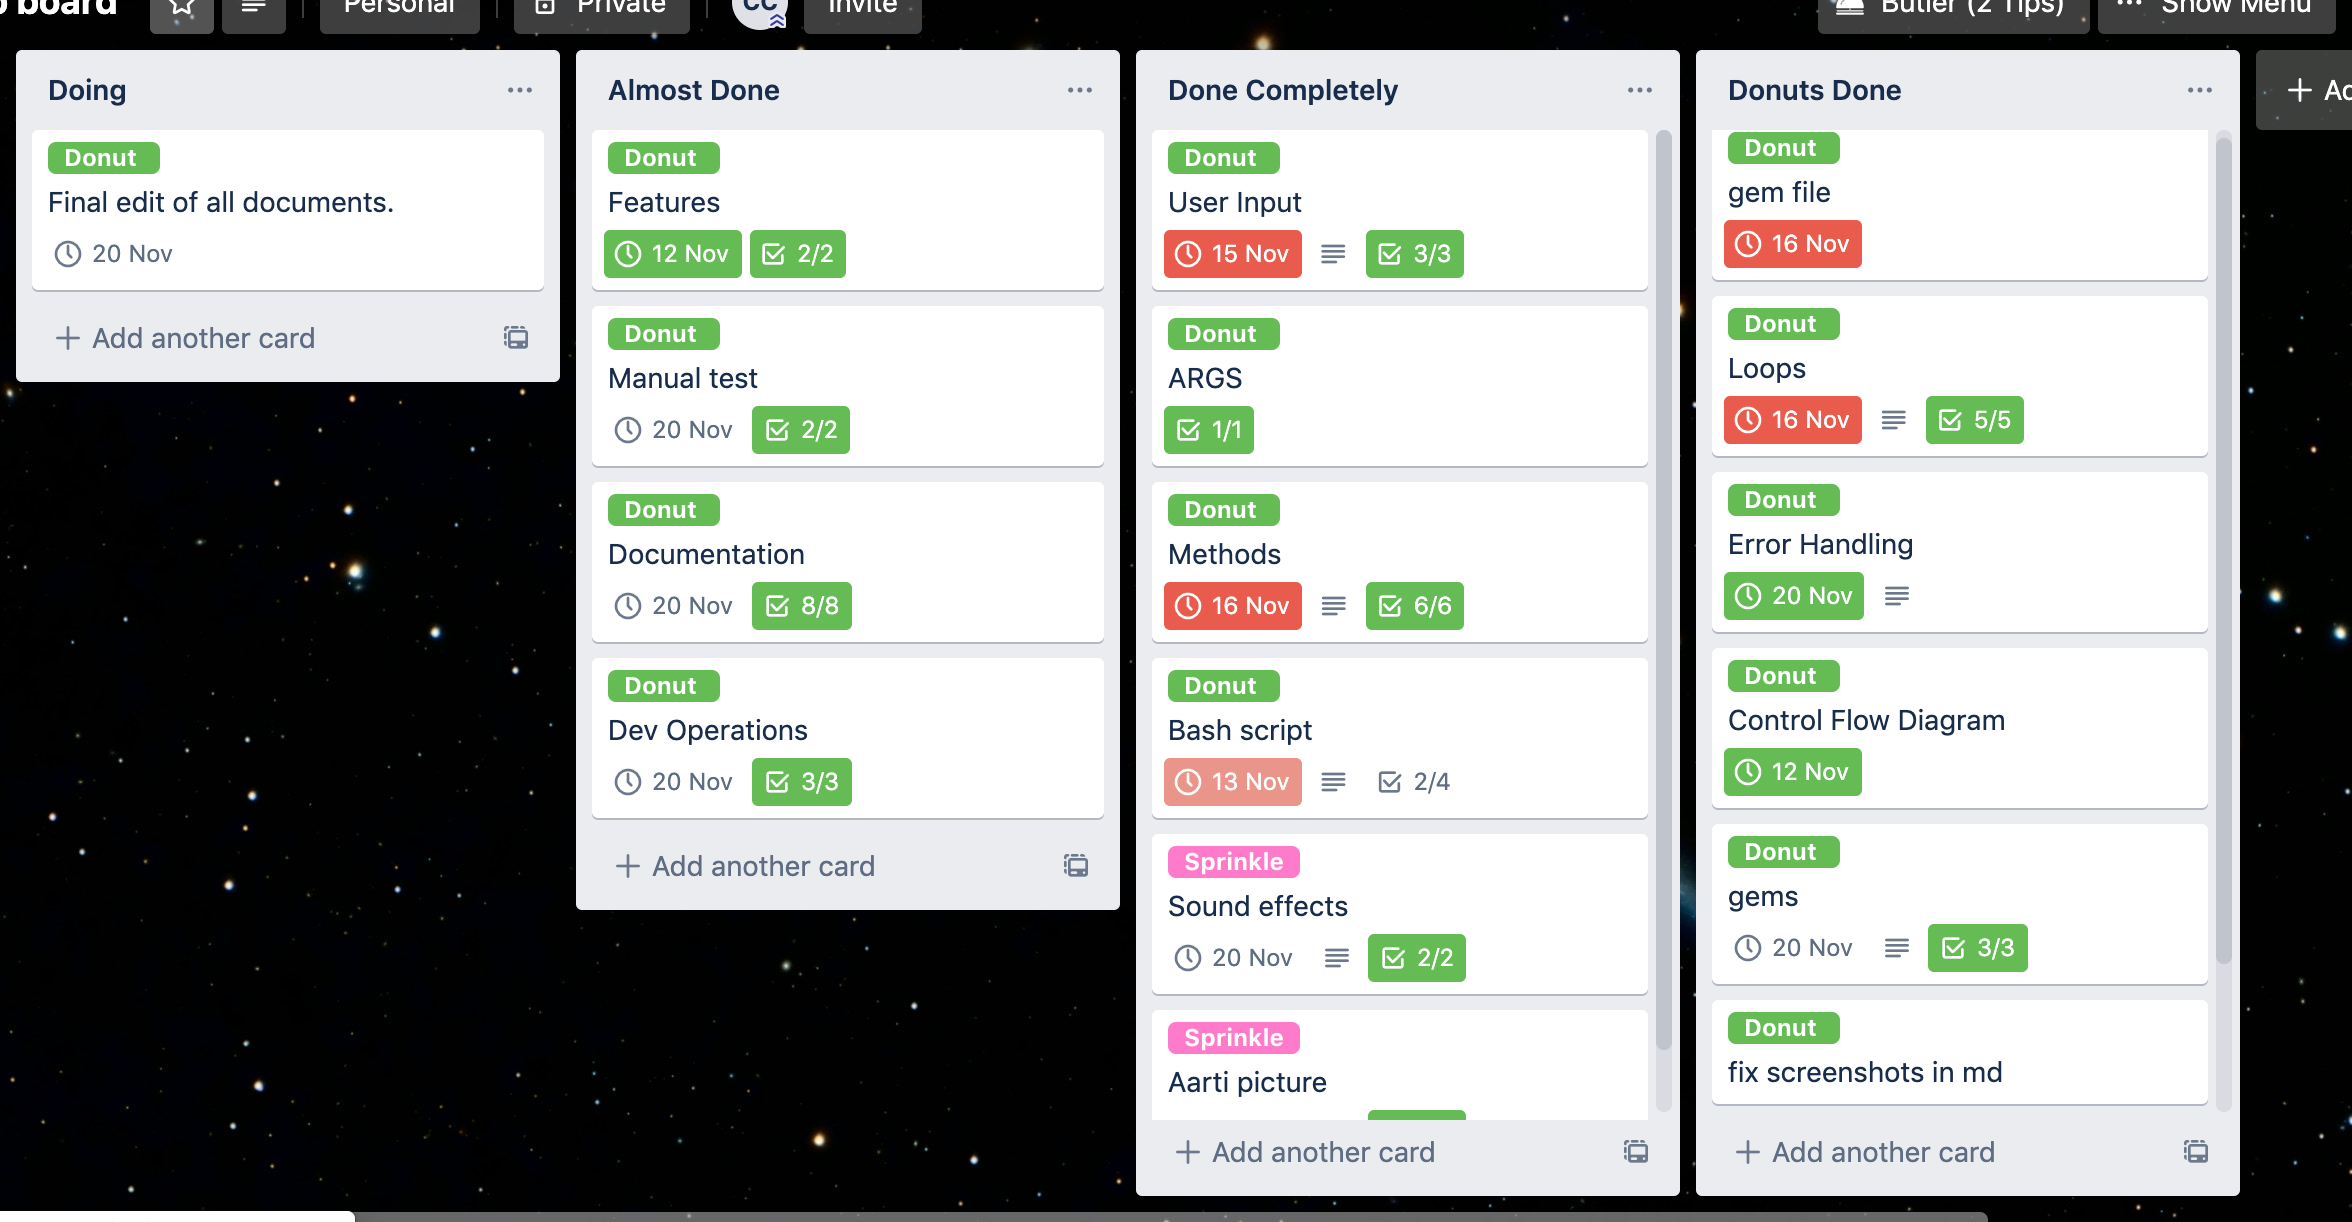 board
Personal
Private
CC
Invite
Butler (2 Tips)
Show Menu
Doing
Donut
Final edit of all documents.
20 Nov
Add another card
Almost Done
Donut
Features
12 Nov 2/2
Donut
Manual test
20 Nov 2/2
Donut
Documentation
20 Nov 8/8
Donut
Dev Operations
20 Nov 3/3
Add another card
Done Completely
Donut
User Input
15 Nov 3/3
Donut
ARGS
1/1
Donut
Methods
16 Nov 6/6
Donut
Bash script
13 Nov 2/4
Sprinkle
Sound effects
20 Nov 2/2
Sprinkle
Aarti picture
Add another card
Donuts Done
Donut
gem file
16 Nov
Donut
Loops
16 Nov 5/5
Donut
Error Handling
20 Nov
Donut
Control Flow Diagram
12 Nov
Donut
gems
20 Nov 3/3
Donut
fix screenshots in md
Add another card